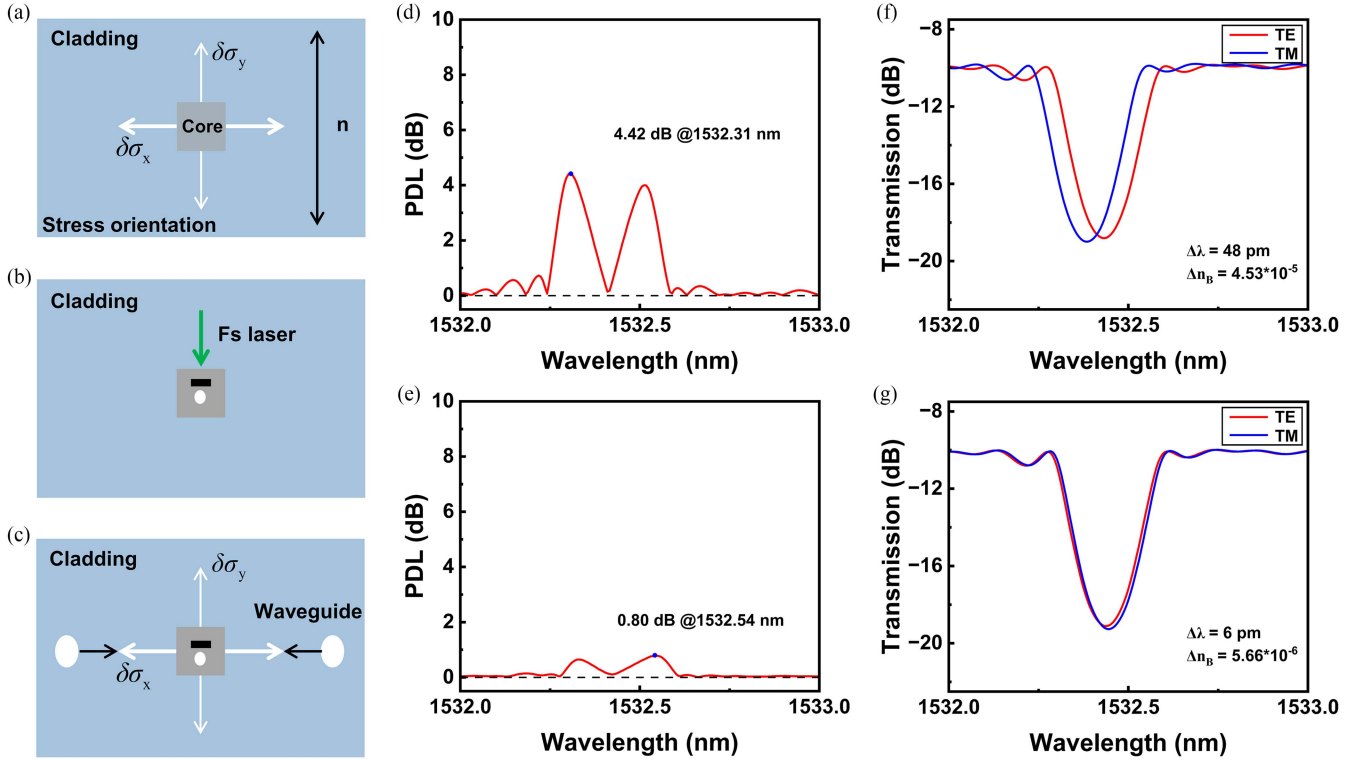 (a)
Cladding
δσy
Core
n
δσx
Stress orientation
(b)
Cladding
Fs laser
(c)
Cladding
δσy
Waveguide
δσx
(d)
10
8
6
4
2
0
PDL (dB)
4.42 dB @1532.31 nm
1532.0
1532.5
1533.0
Wavelength (nm)
(e)
10
8
6
4
2
0
PDL (dB)
0.80 dB @1532.54 nm
1532.0
1532.5
1533.0
Wavelength (nm)
(f)
−8
−12
−16
−20
Transmission (dB)
TE
TM
Δλ = 48 pm
Δn_B = 4.53*10^-5
1532.0
1532.5
1533.0
Wavelength (nm)
(g)
−8
−12
−16
−20
Transmission (dB)
TE
TM
Δλ = 6 pm
Δn_B = 5.66*10^-6
1532.0
1532.5
1533.0
Wavelength (nm)